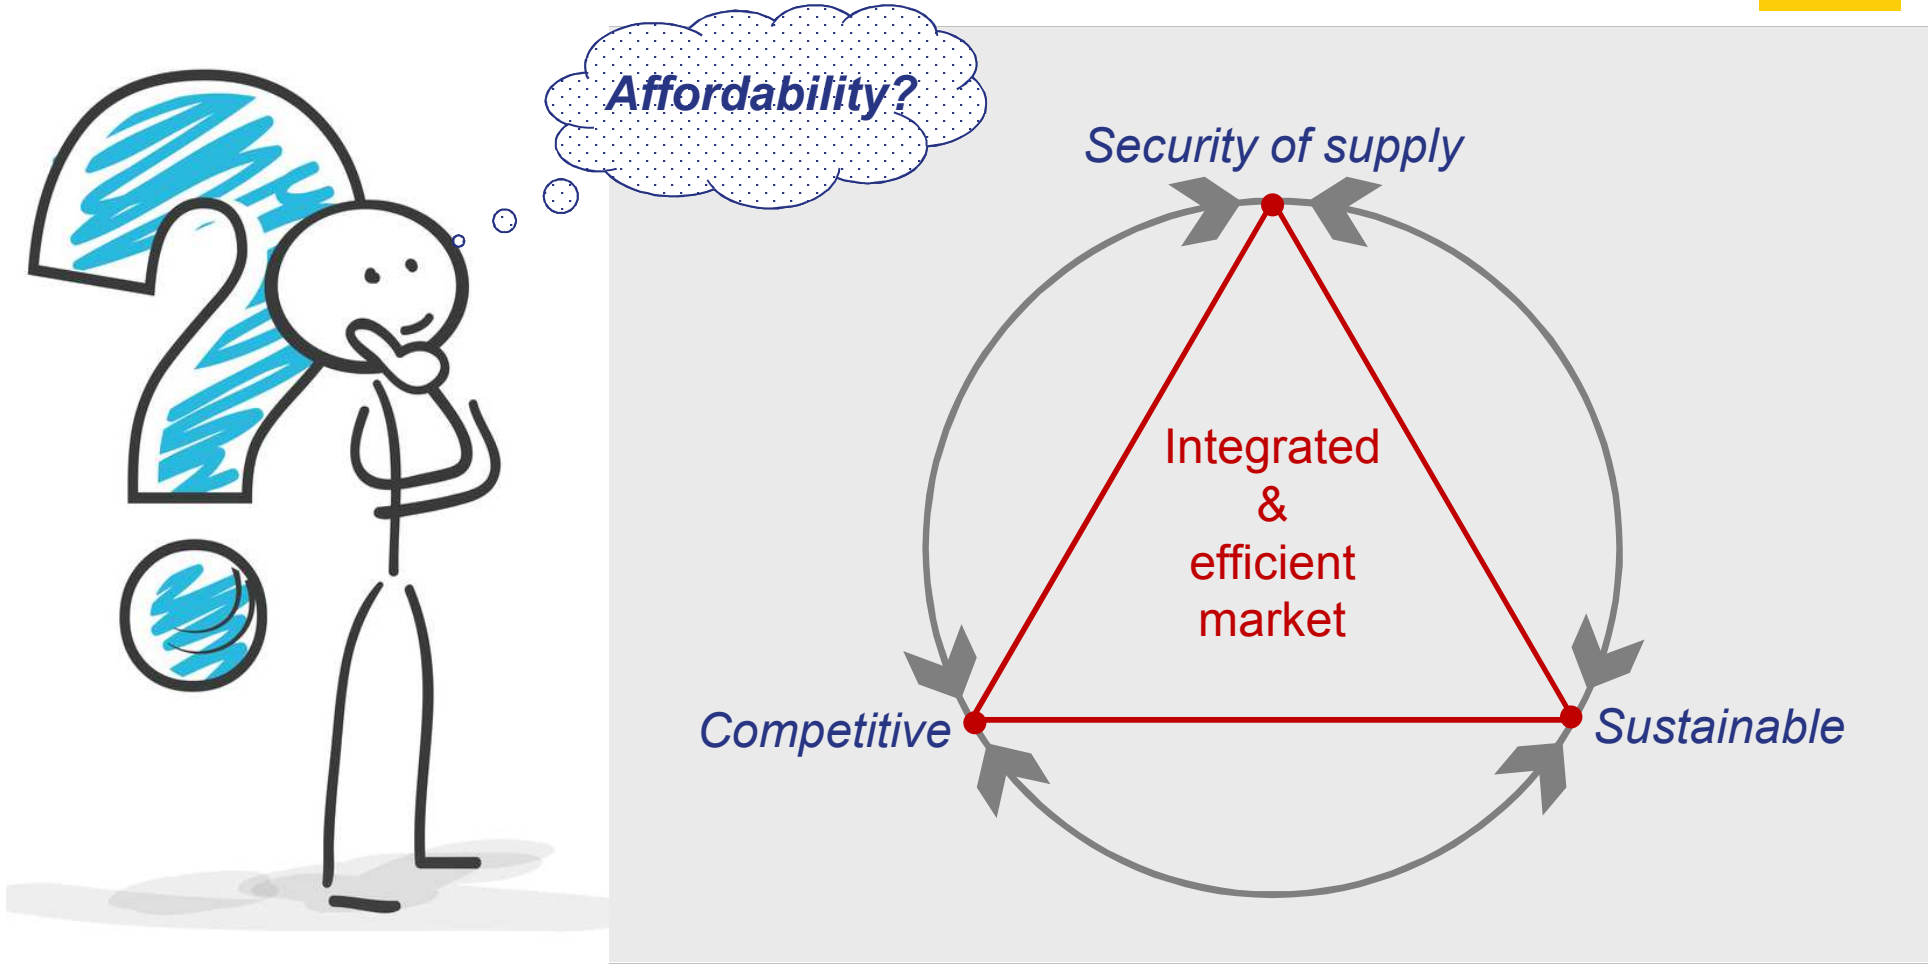 Affordability?
Security of supply
Integrated
&
efficient
market
Competitive
Sustainable